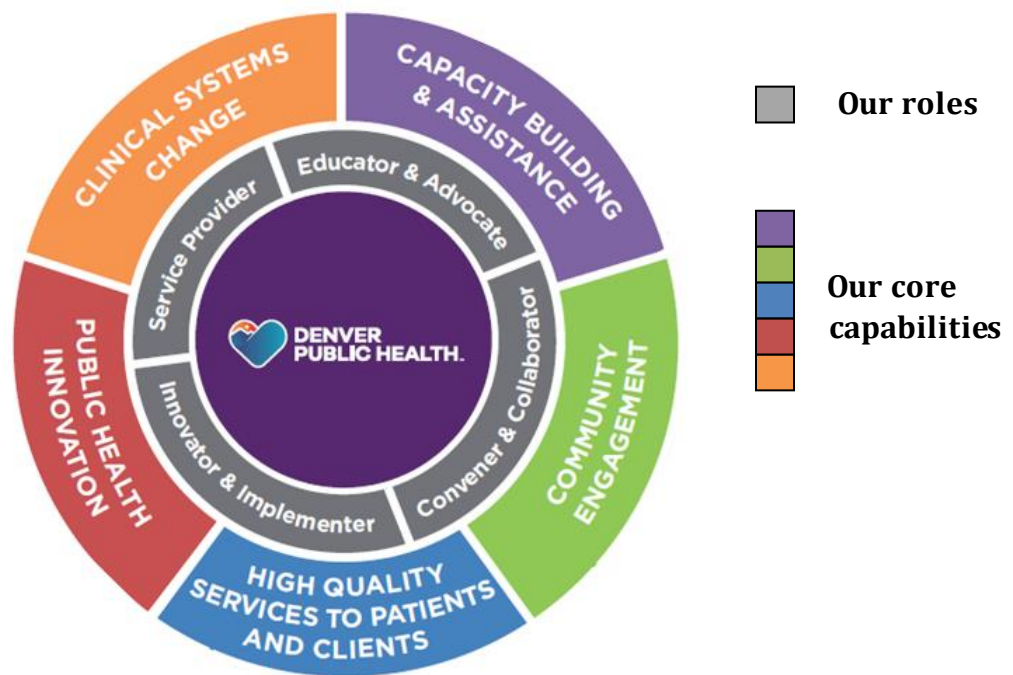 CLINICAL SYSTEMS
CHANGE
CAPACITY BUILDING
& ASSISTANCE
Our roles
Service Provider
Educator & Advocate
DENVER
PUBLIC HEALTH™
Our core
capabilities
PUBLIC HEALTH
INNOVATION
Innovator & Implementer
Convener & Collaborator
COMMUNITY
ENGAGEMENT
HIGH QUALITY
SERVICES TO PATIENTS
AND CLIENTS